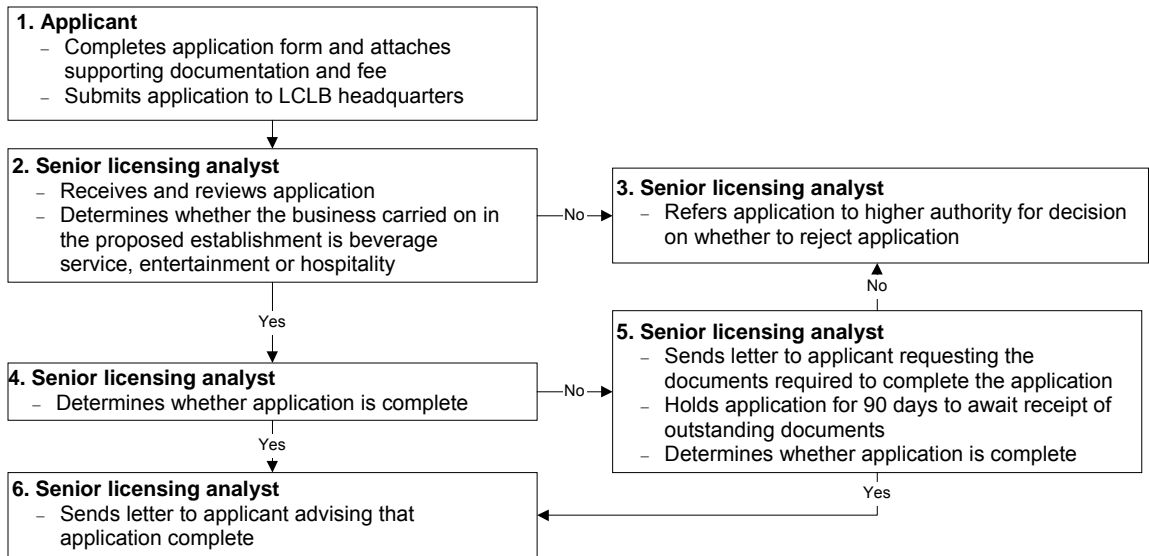 1. Applicant
– Completes application form and attaches
supporting documentation and fee
– Submits application to LCLB headquarters
2. Senior licensing analyst
– Receives and reviews application
– Determines whether the business carried on in
the proposed establishment is beverage
service, entertainment or hospitality
No
3. Senior licensing analyst
– Refers application to higher authority for decision
on whether to reject application
Yes
No
4. Senior licensing analyst
– Determines whether application is complete
No
5. Senior licensing analyst
– Sends letter to applicant requesting the
documents required to complete the application
– Holds application for 90 days to await receipt of
outstanding documents
– Determines whether application is complete
Yes
Yes
6. Senior licensing analyst
– Sends letter to applicant advising that
application complete